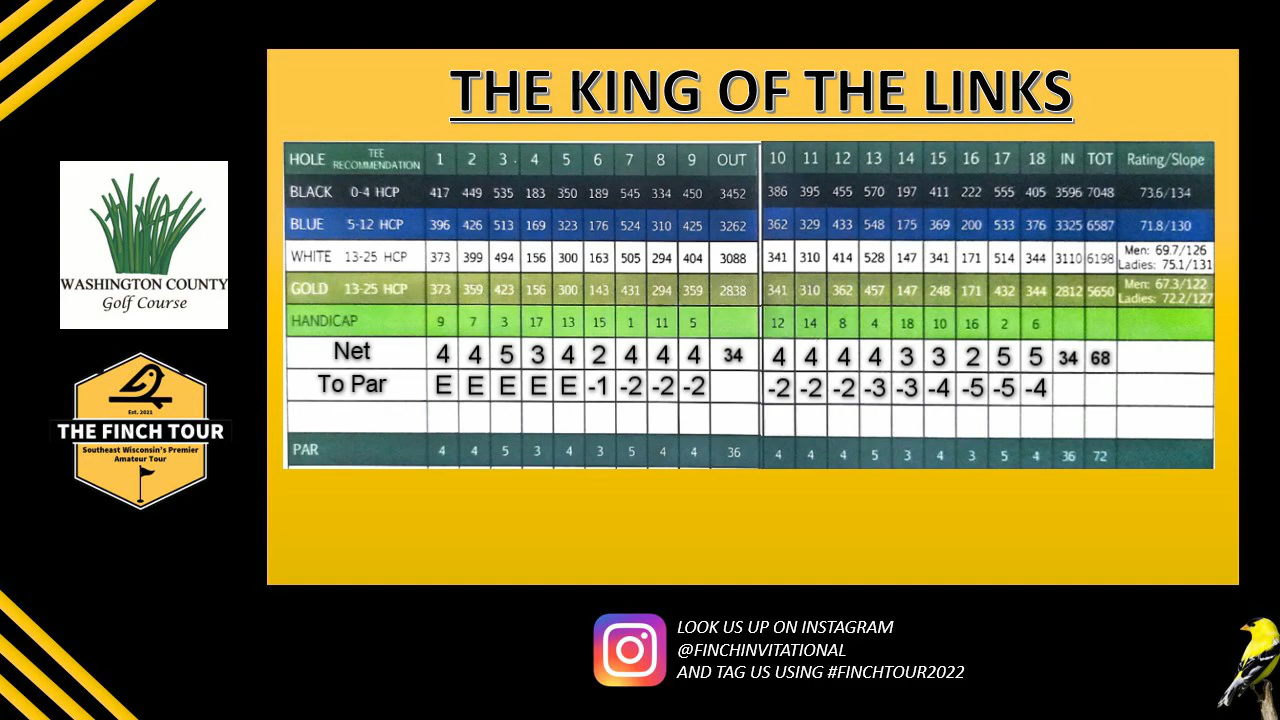 THE KING OF THE LINKS
HOLE TEE RECOMMENDATION 1 2 3 4 5 6 7 8 9 OUT 10 11 12 13 14 15 16 17 18 IN TOT Rating/Slope
BLACK 0-4 HCP 417 449 535 183 350 189 545 334 450 3452 386 395 455 570 197 411 222 555 405 3596 7048 73.6/134
BLUE 5-12 HCP 396 426 513 169 323 176 524 310 425 3262 362 329 433 548 175 369 200 533 376 3325 6587 71.8/130
WHITE 13-25 HCP 373 399 494 156 300 163 505 294 404 3088 341 310 414 528 147 341 171 514 344 3110 6198 Men: 69.7/126 Ladies: 75.1/131
GOLD 13-25 HCP 373 359 423 156 300 143 431 294 359 2838 341 310 362 457 147 248 171 432 344 2812 5650 Men: 67.3/122 Ladies: 72.2/127
HANDICAP 9 7 3 17 13 15 1 11 5 12 14 8 4 18 10 16 2 6
Net 4 4 5 3 4 2 4 4 4 34 4 4 4 4 3 3 2 5 5 34 68
To Par E E E E E -1 -2 -2 -2 -2 -2 -2 -3 -3 -4 -5 -5 -4
PAR 4 4 5 3 4 3 5 4 4 36 4 4 4 5 3 4 3 5 4 36 72
WASHINGTON COUNTY
Golf Course
Est. 2021
THE FINCH TOUR
Southeast Wisconsin's Premier
Amateur Tour
LOOK US UP ON INSTAGRAM
@FINCHINVITATIONAL
AND TAG US USING #FINCHTOUR2022